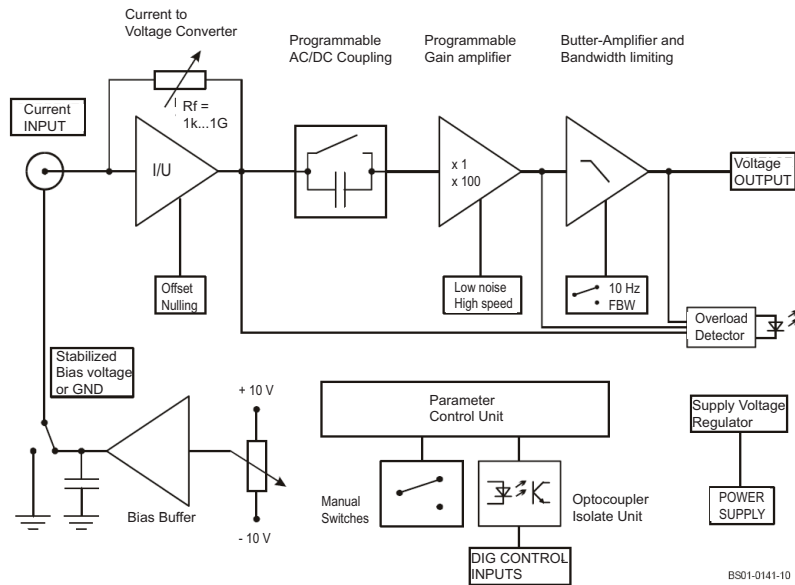 Current to
Voltage Converter
Programmable
AC/DC Coupling
Programmable
Gain amplifier
Butter-Amplifier and
Bandwidth limiting
Current
INPUT
Rf =
1k...1G
I/U
x 1
x 100
Voltage
OUTPUT
Offset
Nulling
Low noise
High speed
10 Hz
FBW
Overload
Detector
Stabilized
Bias voltage
or GND
+ 10 V
- 10 V
Bias Buffer
Parameter
Control Unit
Manual
Switches
Optocoupler
Isolate Unit
DIG CONTROL
INPUTS
Supply Voltage
Regulator
POWER
SUPPLY
BS01-0141-10